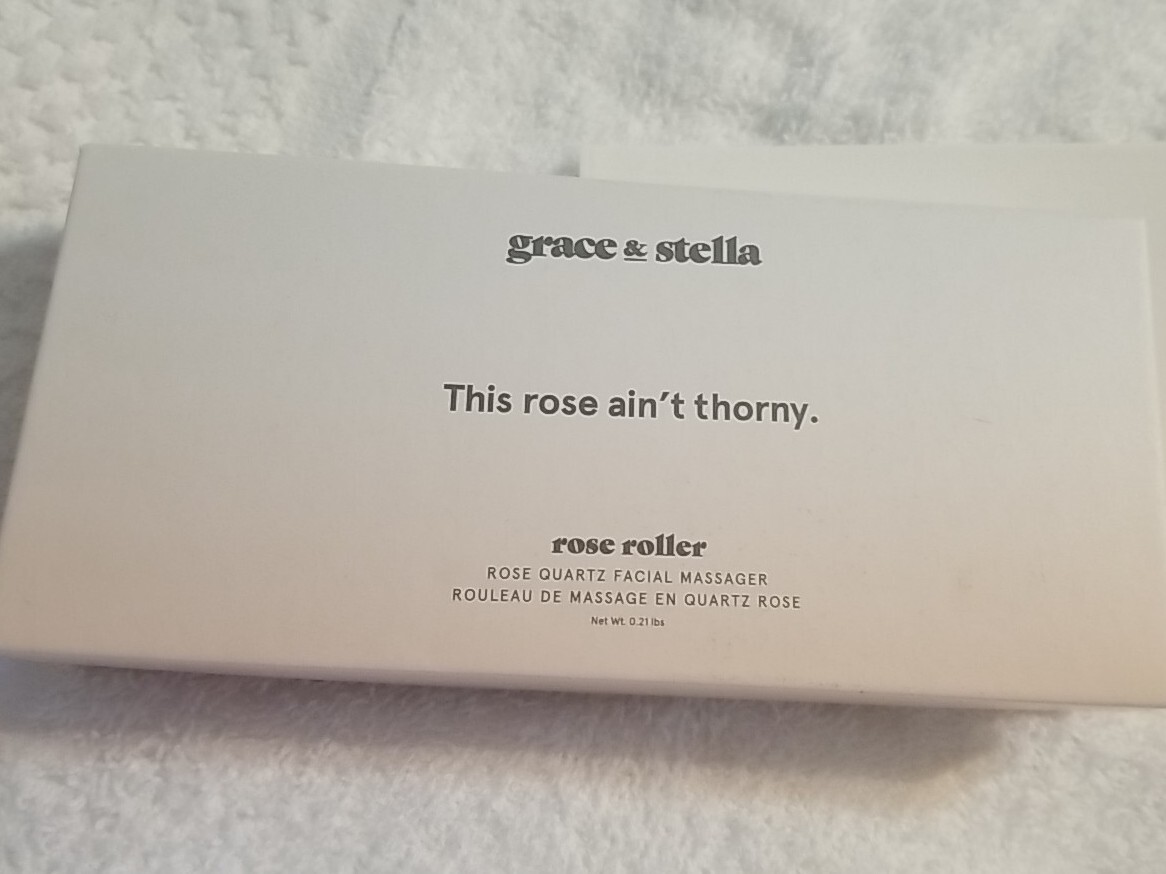 grace & stella
This rose ain't thorny.
rose roller
ROSE QUARTZ FACIAL MASSAGER
ROULEAU DE MASSAGE EN QUARTZ ROSE
Net Wt. 0.21 lbs